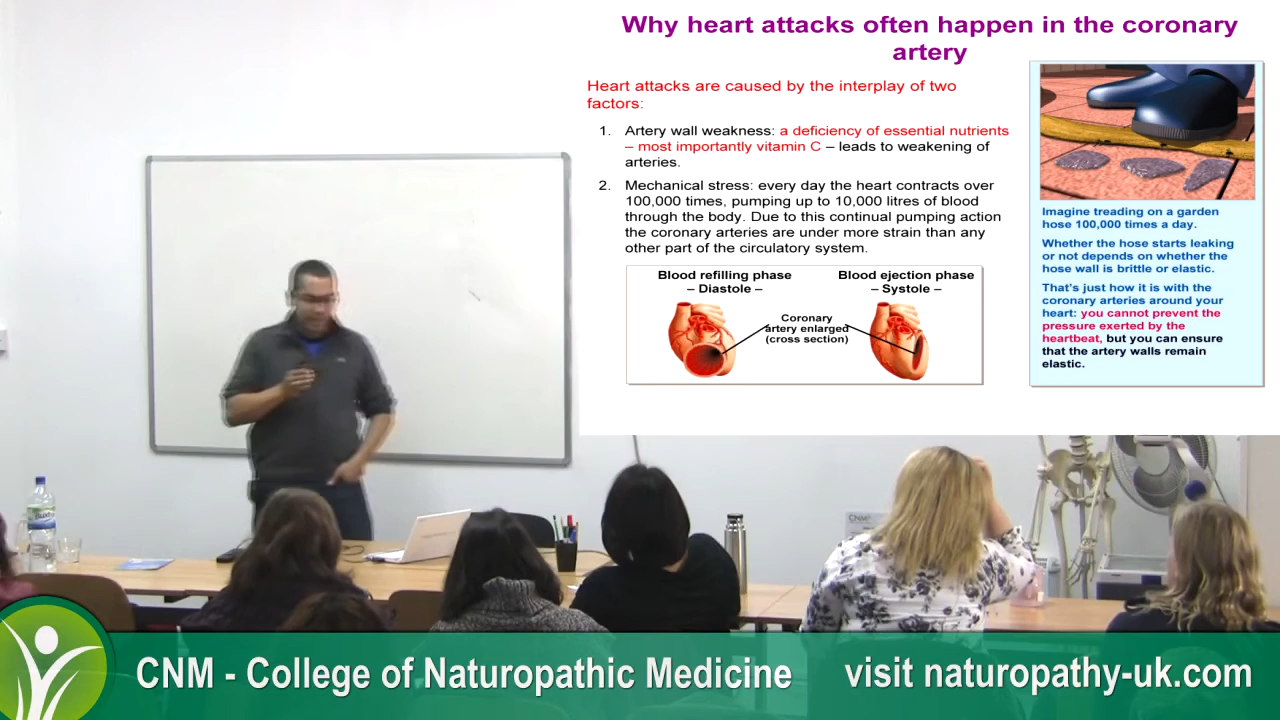 Why heart attacks often happen in the coronary
artery
Heart attacks are caused by the interplay of two
factors:
1. Artery wall weakness: a deficiency of essential nutrients
– most importantly vitamin C – leads to weakening of
arteries.
2. Mechanical stress: every day the heart contracts over
100,000 times, pumping up to 10,000 litres of blood
through the body. Due to this continual pumping action
the coronary arteries are under more strain than any
other part of the circulatory system.
Blood refilling phase
– Diastole –
Blood ejection phase
– Systole –
Coronary
artery enlarged
(cross section)
Imagine treading on a garden
hose 100,000 times a day.
Whether the hose starts leaking
or not depends on whether the
hose wall is brittle or elastic.
That's just how it is with the
coronary arteries around your
heart: you cannot prevent the
pressure exerted by the
heartbeat, but you can ensure
that the artery walls remain
elastic.
CNM
CNM - College of Naturopathic Medicine
visit naturopathy-uk.com